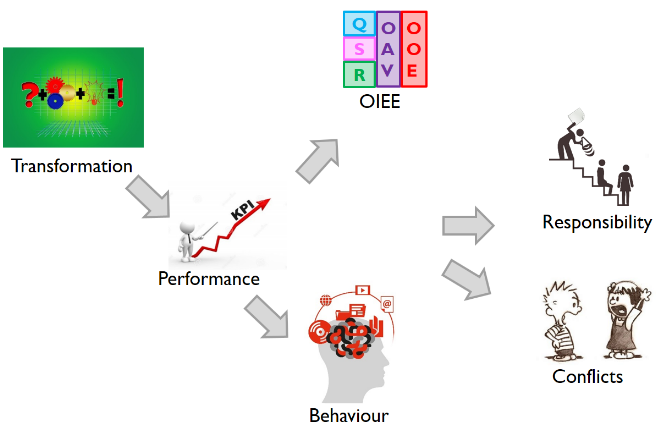 Q
S
R
O
A
V
O
O
E
OIEE
? + + = !
Transformation
KPI
Performance
Responsibility
@
Behaviour
Conflicts